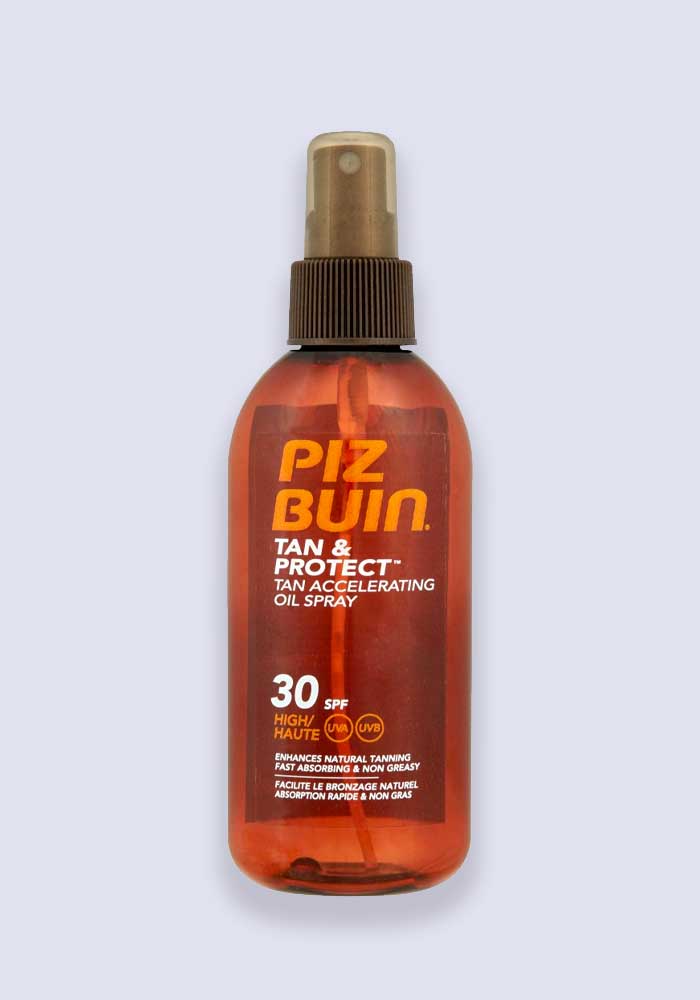 PIZ
BUIN®
TAN &
PROTECT™
TAN ACCELERATING
OIL SPRAY
30 SPF
HIGH/
HAUTE UVA UVB
ENHANCES NATURAL TANNING
FAST ABSORBING & NON GREASY
FACILITE LE BRONZAGE NATUREL
ABSORPTION RAPIDE & NON GRAS